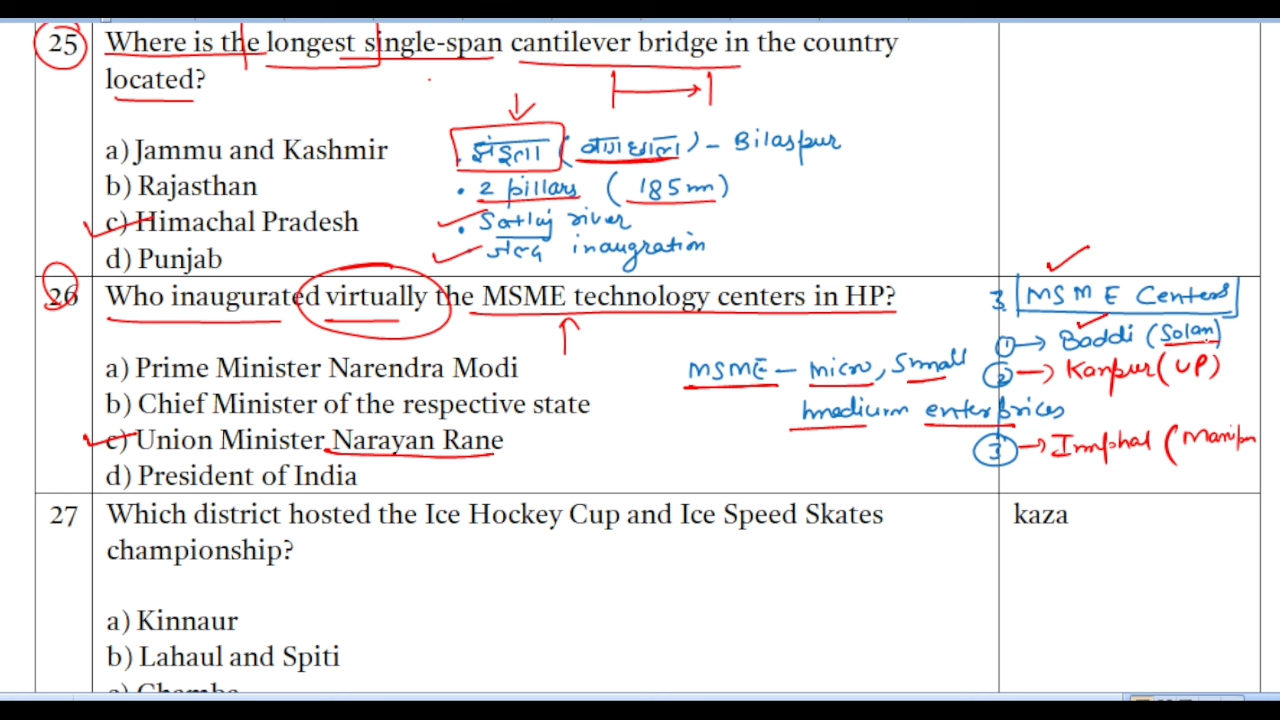 25 Where is the longest single-span cantilever bridge in the country
located?
a) Jammu and Kashmir
b) Rajasthan
c) Himachal Pradesh
d) Punjab
(बागछाल) - Bilaspur
2 pillars (185m)
Satluj river
inaugration
26 Who inaugurated virtually the MSME technology centers in HP?
a) Prime Minister Narendra Modi
b) Chief Minister of the respective state
c) Union Minister Narayan Rane
d) President of India
MSME - micro, small
medium enterprices
3 MSME Centers
1 → Baddi (Solan)
2 → Kanpur (UP)
3 → Imphal (Manipur
27 Which district hosted the Ice Hockey Cup and Ice Speed Skates
championship?
kaza
a) Kinnaur
b) Lahaul and Spiti
c) Chamba